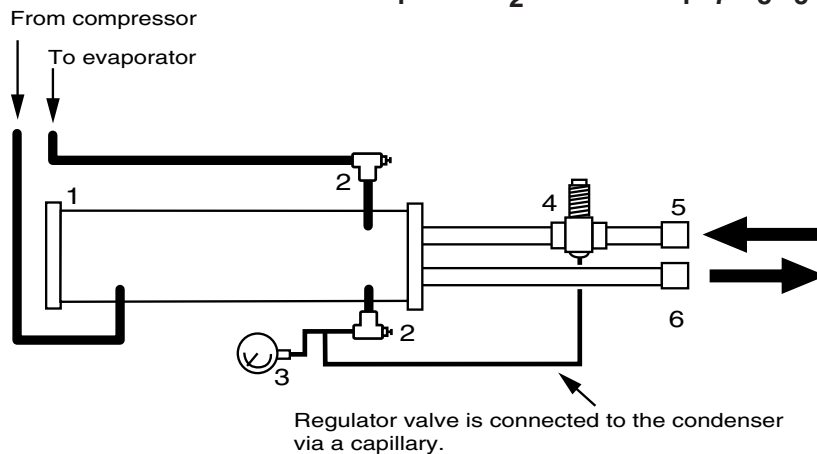 From compressor
To evaporator
1
2
4
5
6
2
3
Regulator valve is connected to the condenser
via a capillary.